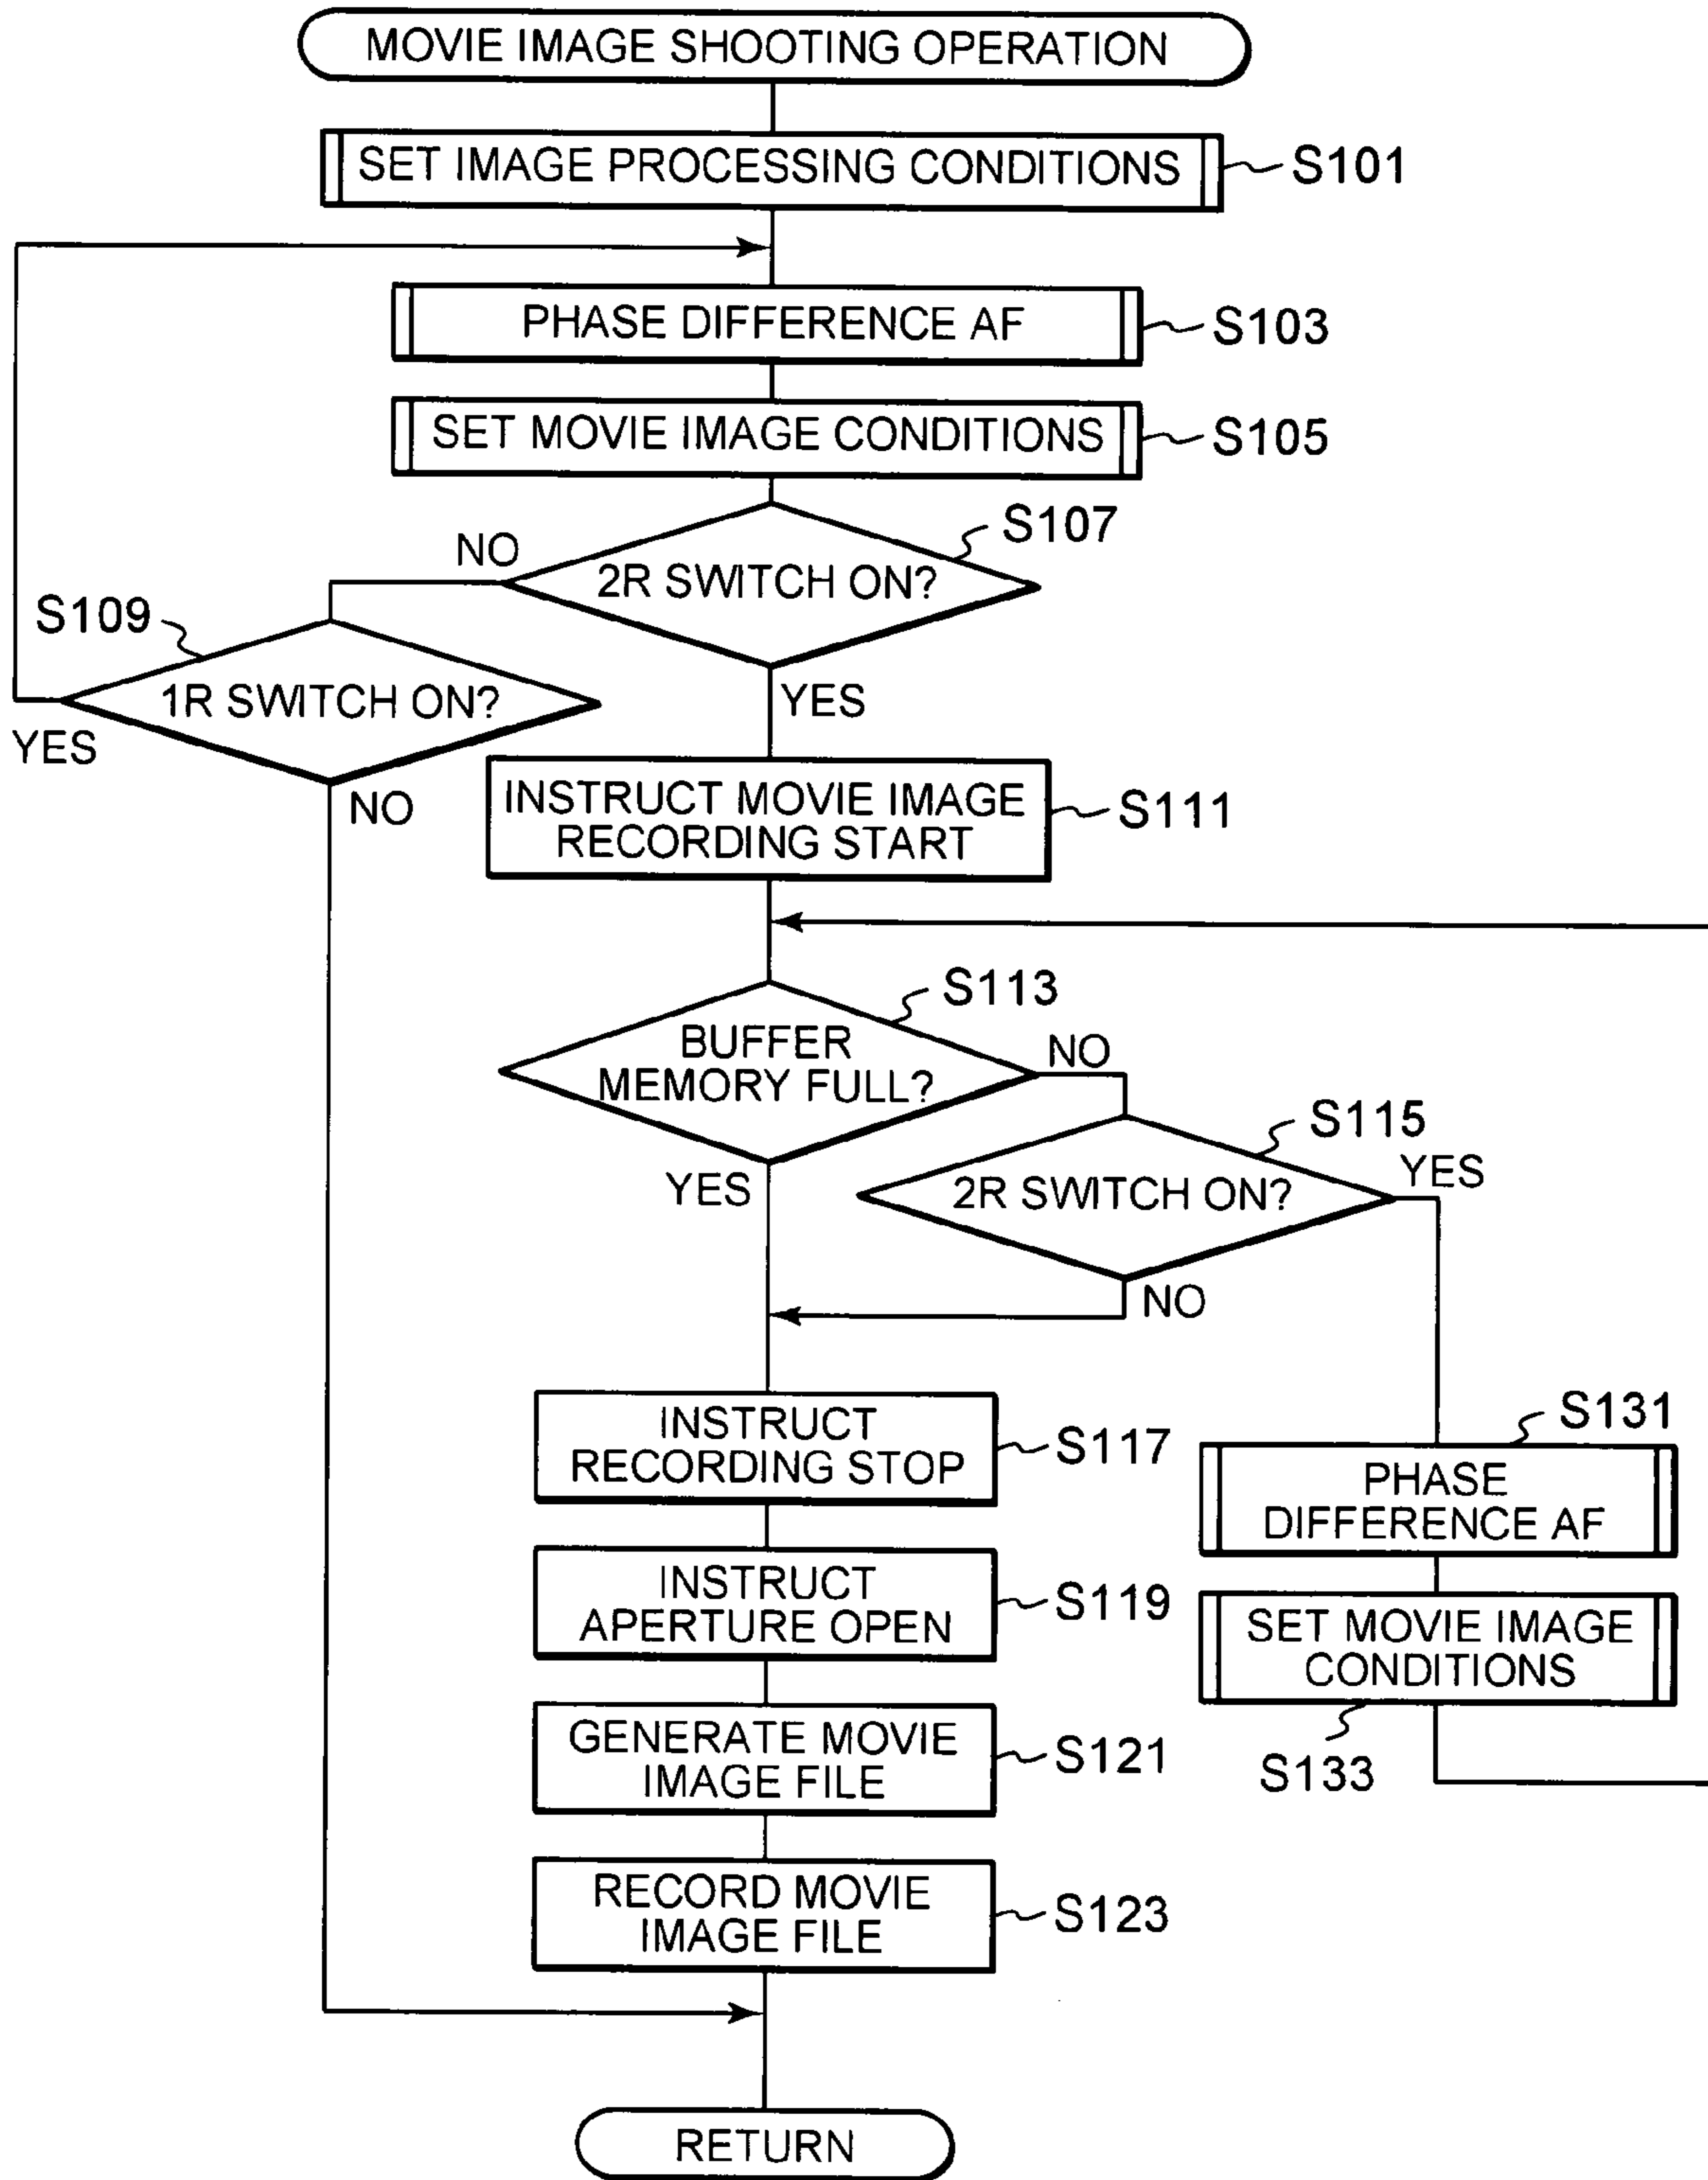 MOVIE IMAGE SHOOTING OPERATION
SET IMAGE PROCESSING CONDITIONS
S101
PHASE DIFFERENCE AF
S103
SET MOVIE IMAGE CONDITIONS
S105
S107
NO
2R SWITCH ON?
S109
1R SWITCH ON?
YES
YES
NO
INSTRUCT MOVIE IMAGE
RECORDING START
S111
S113
BUFFER
MEMORY FULL?
NO
S115
YES
2R SWITCH ON?
YES
NO
INSTRUCT
RECORDING STOP
S117
S131
PHASE
DIFFERENCE AF
INSTRUCT
APERTURE OPEN
S119
SET MOVIE IMAGE
CONDITIONS
S133
GENERATE MOVIE
IMAGE FILE
S121
RECORD MOVIE
IMAGE FILE
S123
RETURN